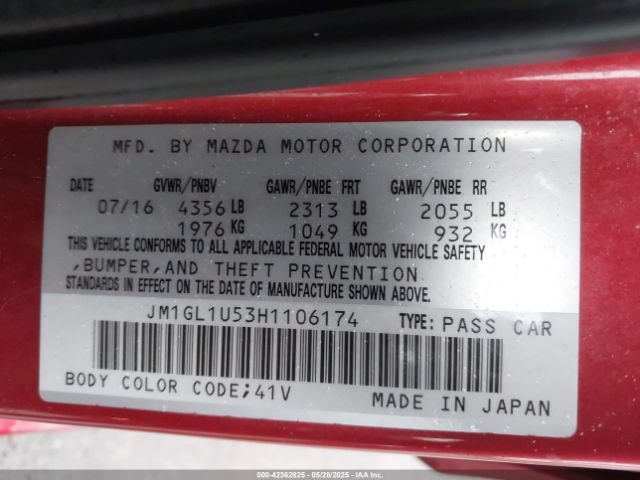 MFD. BY MAZDA MOTOR CORPORATION
DATE GVWR/PNBV GAWR/PNBE FRT GAWR/PNBE RR
07/16 4356 LB 2313 LB 2055 LB
1976 KG 1049 KG 932 KG
THIS VEHICLE CONFORMS TO ALL APPLICABLE FEDERAL MOTOR VEHICLE SAFETY
,BUMPER,AND THEFT PREVENTION
STANDARDS IN EFFECT ON THE DATE OF MANUFACTURE SHOWN ABOVE.
JM1GL1U53H1106174 TYPE: PASS CAR
BODY COLOR CODE;41V
MADE IN JAPAN
000-42362825 - 05/28/2025 - IAAI.COM